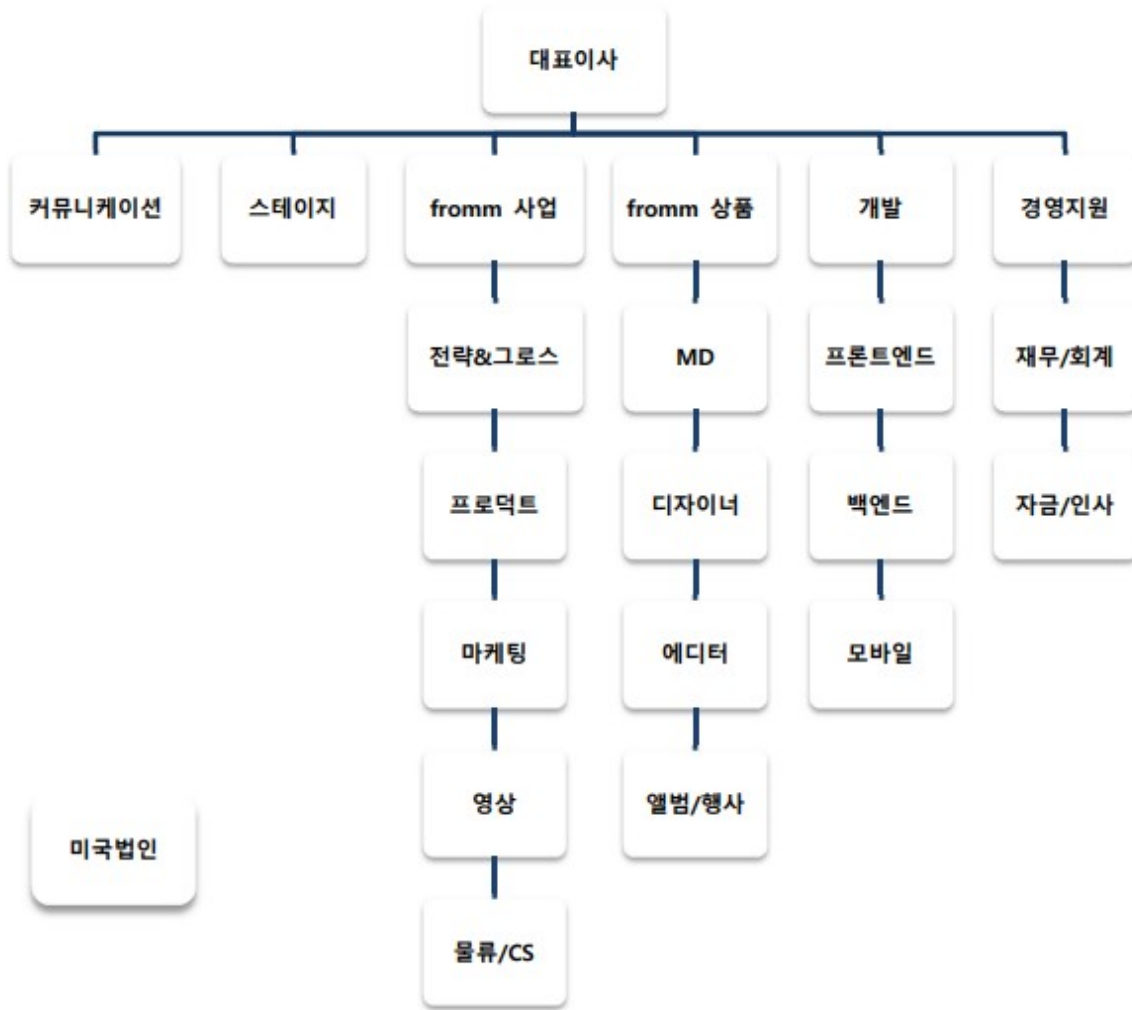 대표이사
커뮤니케이션
스테이지
fromm 사업
fromm 상품
개발
경영지원
전략&그로스
MD
프론트엔드
재무/회계
프로덕트
디자이너
백엔드
자금/인사
마케팅
에디터
모바일
영상
앨범/행사
미국법인
물류/CS